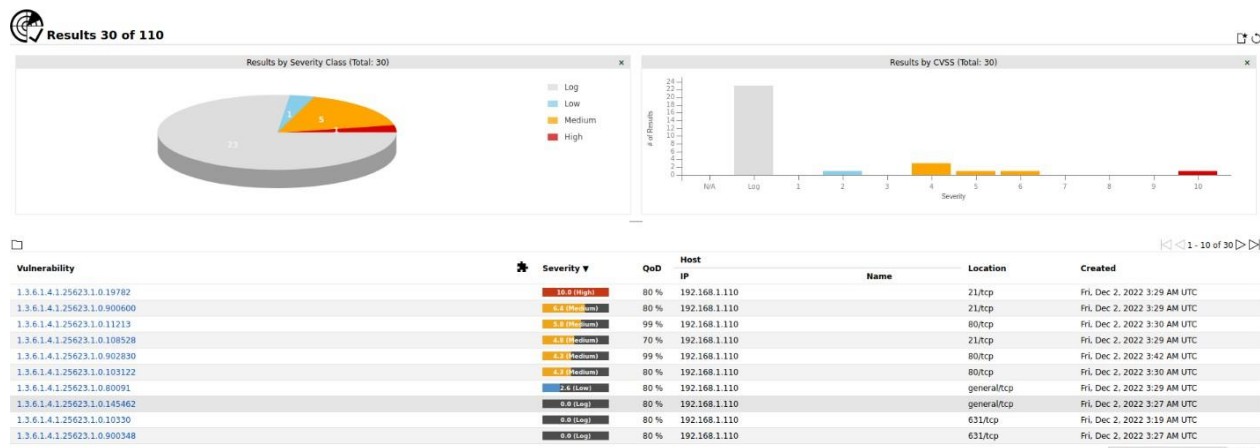 Results 30 of 110
Results by Severity Class (Total: 30) ×
23
1
5
1
Log
Low
Medium
High
Results by CVSS (Total: 30) ×
# of Results
24
22
20
18
16
14
12
10
8
6
4
2
0
N/A Log 1 2 3 4 5 6 7 8 9 10
Severity
1 - 10 of 30
Vulnerability Severity ▼ QoD Host Location Created
IP Name
1.3.6.1.4.1.25623.1.0.19782 10.0 (High) 80 % 192.168.1.110 21/tcp Fri, Dec 2, 2022 3:29 AM UTC
1.3.6.1.4.1.25623.1.0.900600 6.4 (Medium) 80 % 192.168.1.110 21/tcp Fri, Dec 2, 2022 3:29 AM UTC
1.3.6.1.4.1.25623.1.0.11213 5.8 (Medium) 99 % 192.168.1.110 80/tcp Fri, Dec 2, 2022 3:30 AM UTC
1.3.6.1.4.1.25623.1.0.108528 4.8 (Medium) 70 % 192.168.1.110 21/tcp Fri, Dec 2, 2022 3:29 AM UTC
1.3.6.1.4.1.25623.1.0.902830 4.3 (Medium) 99 % 192.168.1.110 80/tcp Fri, Dec 2, 2022 3:42 AM UTC
1.3.6.1.4.1.25623.1.0.103122 4.3 (Medium) 80 % 192.168.1.110 80/tcp Fri, Dec 2, 2022 3:30 AM UTC
1.3.6.1.4.1.25623.1.0.80091 2.6 (Low) 80 % 192.168.1.110 general/tcp Fri, Dec 2, 2022 3:29 AM UTC
1.3.6.1.4.1.25623.1.0.145462 0.0 (Log) 80 % 192.168.1.110 general/tcp Fri, Dec 2, 2022 3:27 AM UTC
1.3.6.1.4.1.25623.1.0.10330 0.0 (Log) 80 % 192.168.1.110 631/tcp Fri, Dec 2, 2022 3:19 AM UTC
1.3.6.1.4.1.25623.1.0.900348 0.0 (Log) 80 % 192.168.1.110 631/tcp Fri, Dec 2, 2022 3:27 AM UTC